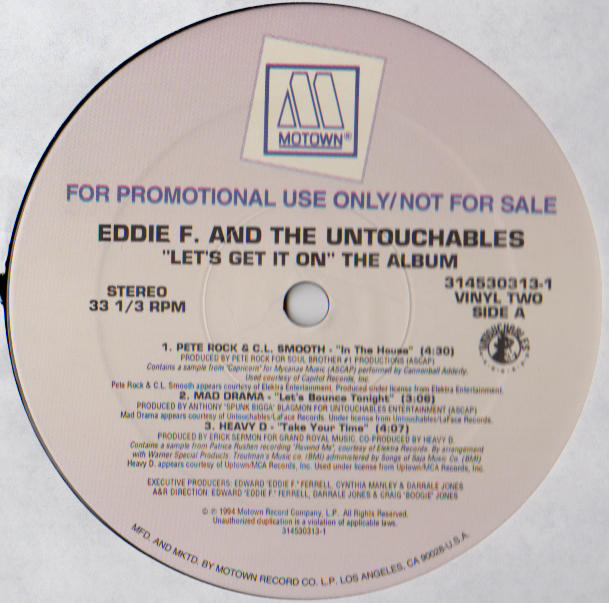 MOTOWN®
FOR PROMOTIONAL USE ONLY/NOT FOR SALE
EDDIE F. AND THE UNTOUCHABLES
"LET'S GET IT ON" THE ALBUM
STEREO
33 1/3 RPM
314530313-1
VINYL TWO
SIDE A
UNTOUCHABLES
1. PETE ROCK & C.L. SMOOTH - "In The House" (4:30)
PRODUCED BY PETE ROCK FOR SOUL BROTHER #1 PRODUCTIONS (ASCAP)
Contains a sample from "Capricorn" for Mycanae Music (ASCAP) performed by Cannonball Adderly.
Used courtesy of Capitol Records, Inc.
Pete Rock & C.L. Smooth appears courtesy of Elektra Entertainment. Produced under license from Elektra Entertainment.
2. MAD DRAMA - "Let's Bounce Tonight" (3:06)
PRODUCED BY ANTHONY "SPUNK BIGGA" BLAGMON FOR UNTOUCHABLES ENTERTAINMENT (ASCAP)
Mad Drama appears courtesy of Untouchables/LaFace Records. Under license from Untouchables/LaFace Records.
3. HEAVY D - "Take Your Time" (4:07)
PRODUCED BY ERICK SERMON FOR GRAND ROYAL MUSIC, CO-PRODUCED BY HEAVY D.
Contains a sample from Patrice Rushen recording "Remind Me", courtesy of Elektra Records. By arrangement
with Warner Special Products. Troutman's Music co. (BMI) administered by Songs of Saja Music Co. (BMI)
Heavy D. appears courtesy of Uptown/MCA Records, Inc. Used under license from Uptown/MCA Records, Inc.
EXECUTIVE PRODUCERS: EDWARD "EDDIE F." FERRELL, CYNTHIA MANLEY & DARRALE JONES
A&R DIRECTION: EDWARD "EDDIE F." FERRELL, DARRALE JONES & CRAIG "BOOGIE" JONES
© ℗ 1994 Motown Record Company, L.P. All Rights Reserved.
Unauthorized duplication is a violation of applicable laws.
314530313-1
MFD. AND MKTD. BY MOTOWN RECORD CO. L.P. LOS ANGELES, CA 90028-U.S.A.